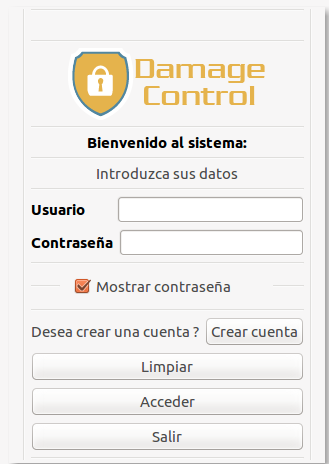 Damage
Control
Bienvenido al sistema:
Introduzca sus datos
Usuario
Contraseña
Mostrar contraseña
Desea crear una cuenta ? Crear cuenta
Limpiar
Acceder
Salir